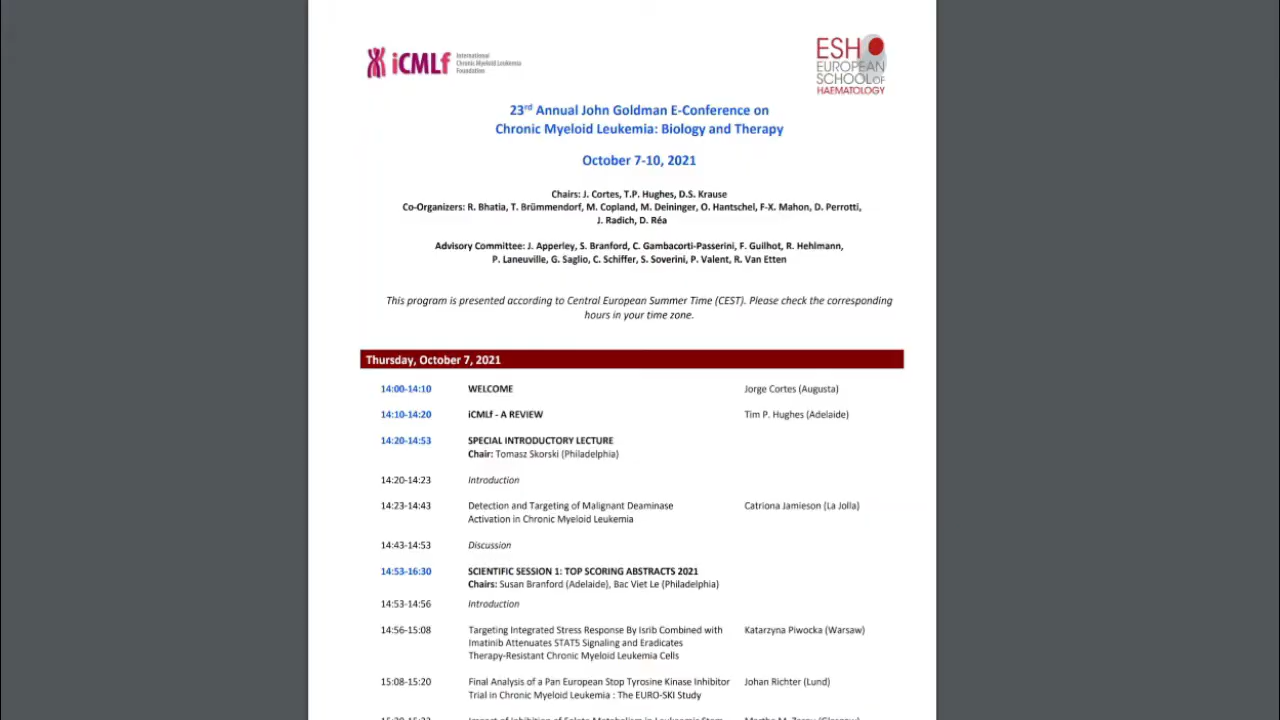 iCMLf
International
Chronic Myeloid Leukemia
Foundation
ESH
EUROPEAN
SCHOOL OF
HAEMATOLOGY
23rd Annual John Goldman E-Conference on
Chronic Myeloid Leukemia: Biology and Therapy
October 7-10, 2021
Chairs: J. Cortes, T.P. Hughes, D.S. Krause
Co-Organizers: R. Bhatia, T. Brümmendorf, M. Copland, M. Deininger, O. Hantschel, F-X. Mahon, D. Perrotti,
J. Radich, D. Réa
Advisory Committee: J. Apperley, S. Branford, C. Gambacorti-Passerini, F. Guilhot, R. Hehlmann,
P. Laneuville, G. Saglio, C. Schiffer, S. Soverini, P. Valent, R. Van Etten
This program is presented according to Central European Summer Time (CEST). Please check the corresponding
hours in your time zone.
Thursday, October 7, 2021
14:00-14:10 WELCOME Jorge Cortes (Augusta)
14:10-14:20 iCMLf - A REVIEW Tim P. Hughes (Adelaide)
14:20-14:53 SPECIAL INTRODUCTORY LECTURE
Chair: Tomasz Skorski (Philadelphia)
14:20-14:23 Introduction
14:23-14:43 Detection and Targeting of Malignant Deaminase Catriona Jamieson (La Jolla)
Activation in Chronic Myeloid Leukemia
14:43-14:53 Discussion
14:53-16:30 SCIENTIFIC SESSION 1: TOP SCORING ABSTRACTS 2021
Chairs: Susan Branford (Adelaide), Bac Viet Le (Philadelphia)
14:53-14:56 Introduction
14:56-15:08 Targeting Integrated Stress Response By Isrib Combined with Katarzyna Piwocka (Warsaw)
Imatinib Attenuates STAT5 Signaling and Eradicates
Therapy-Resistant Chronic Myeloid Leukemia Cells
15:08-15:20 Final Analysis of a Pan European Stop Tyrosine Kinase Inhibitor Johan Richter (Lund)
Trial in Chronic Myeloid Leukemia : The EURO-SKI Study